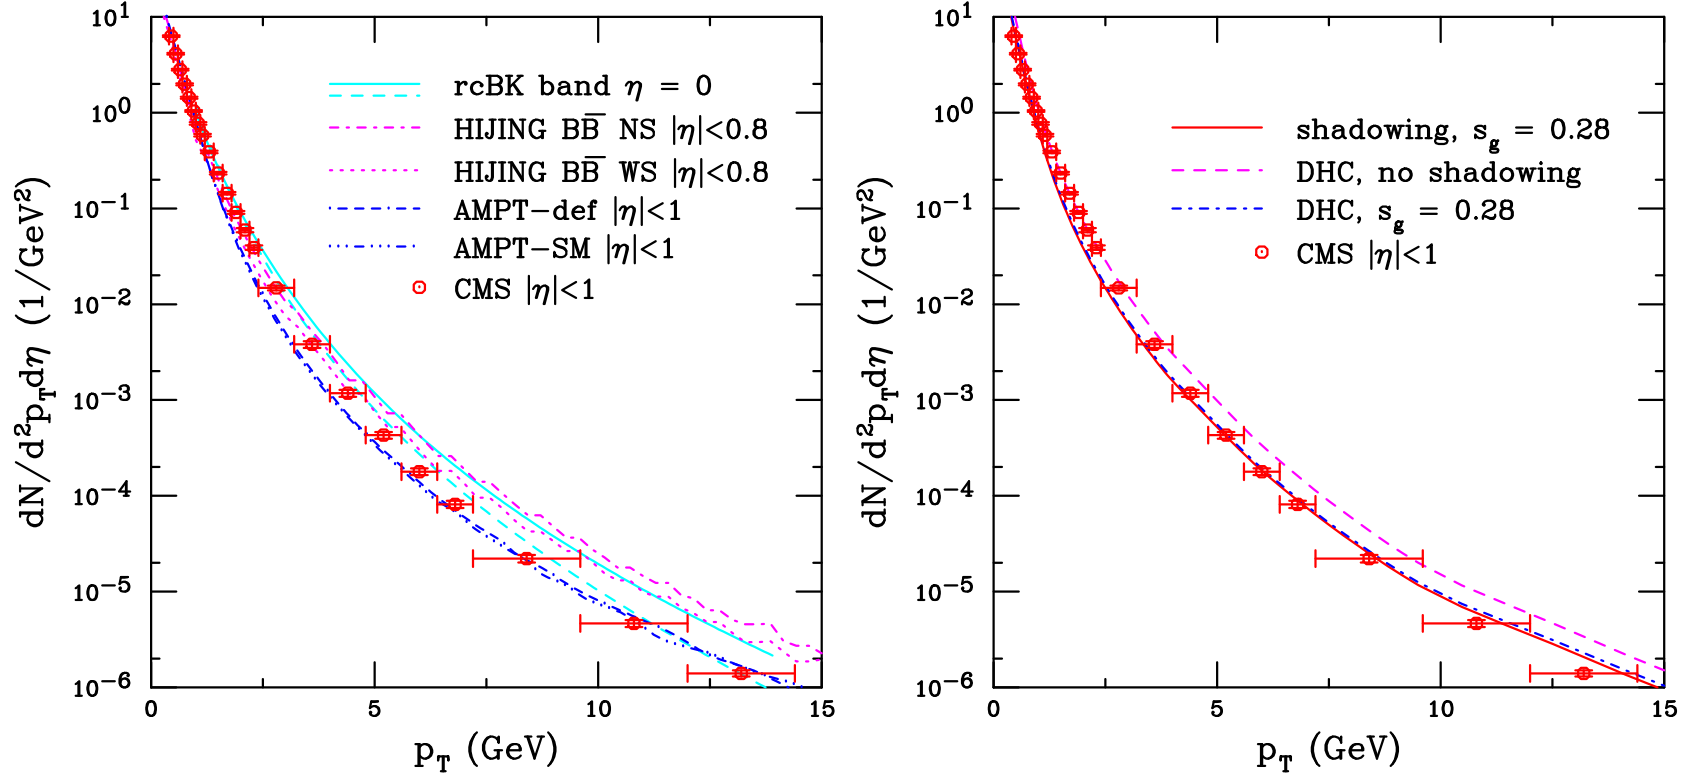 10¹
10⁰
10⁻¹
10⁻²
10⁻³
10⁻⁴
10⁻⁵
10⁻⁶
dN/d²p_T dη (1/GeV²)
rcBK band η = 0
HIJING BB̅ NS |η|<0.8
HIJING BB̅ WS |η|<0.8
AMPT−def |η|<1
AMPT−SM |η|<1
CMS |η|<1
0 5 10 15
p_T (GeV)
10¹
10⁰
10⁻¹
10⁻²
10⁻³
10⁻⁴
10⁻⁵
10⁻⁶
dN/d²p_T dη (1/GeV²)
shadowing, s_g = 0.28
DHC, no shadowing
DHC, s_g = 0.28
CMS |η|<1
0 5 10 15
p_T (GeV)